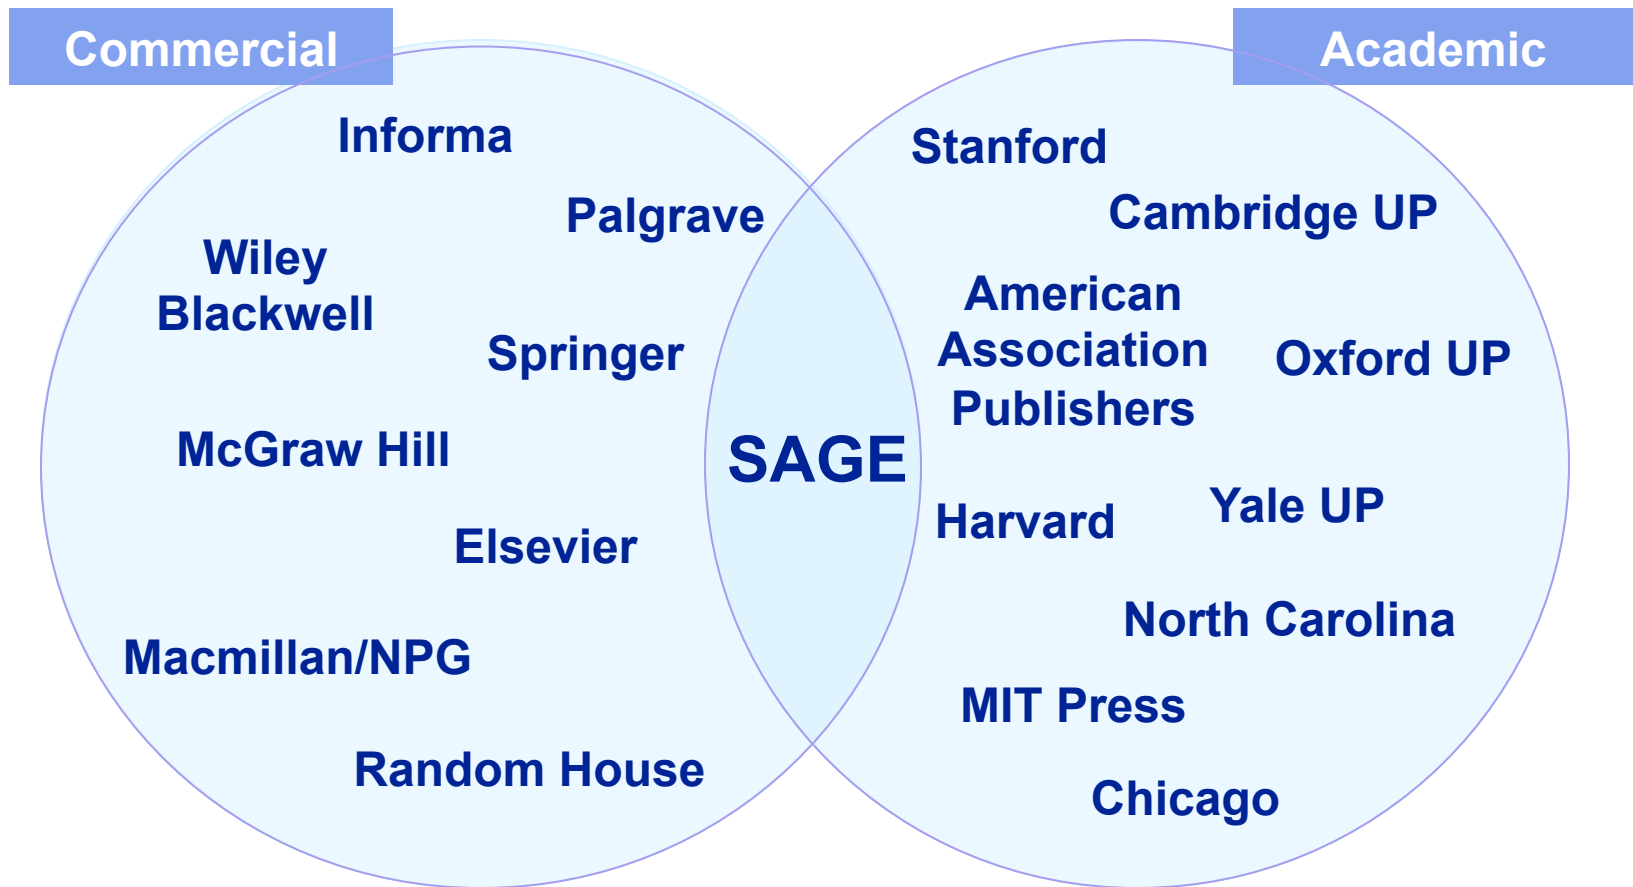 Commercial
Academic
Informa
Palgrave
Wiley
Blackwell
Springer
McGraw Hill
Elsevier
Macmillan/NPG
Random House
SAGE
Stanford
Cambridge UP
American
Association
Publishers
Oxford UP
Harvard
Yale UP
North Carolina
MIT Press
Chicago